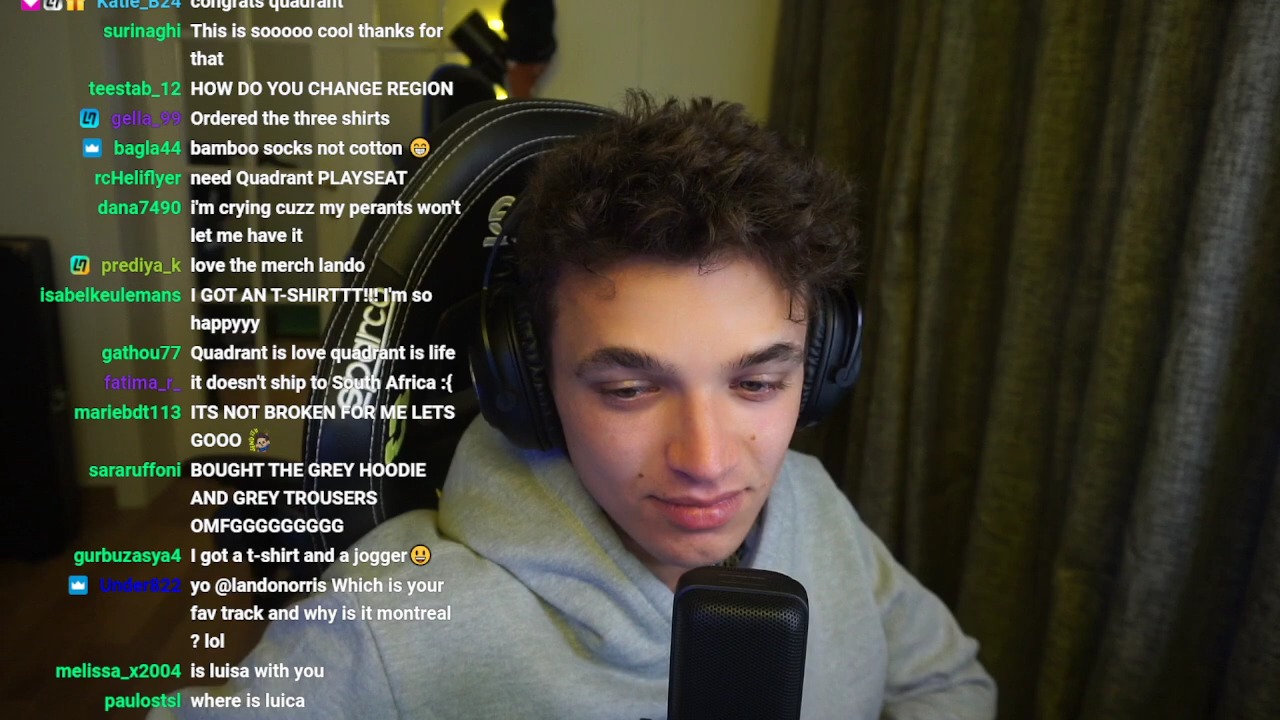 Katie_B24 congrats quadrant
surinaghi This is sooooo cool thanks for
that
teestab_12 HOW DO YOU CHANGE REGION
gella_99 Ordered the three shirts
bagla44 bamboo socks not cotton 😁
rcHeliflyer need Quadrant PLAYSEAT
dana7490 i'm crying cuzz my perants won't
let me have it
prediya_k love the merch lando
isabelkeulemans I GOT AN T-SHIRTTT!!! I'm so
happyyy
gathou77 Quadrant is love quadrant is life
fatima_r_ it doesn't ship to South Africa :{
mariebdt113 ITS NOT BROKEN FOR ME LETS
GOOO
sararuffoni BOUGHT THE GREY HOODIE
AND GREY TROUSERS
OMFGGGGGGGGG
gurbuzasya4 I got a t-shirt and a jogger😃
Under822 yo @landonorris Which is your
fav track and why is it montreal
? lol
melissa_x2004 is luisa with you
paulostsl where is luica
sparco